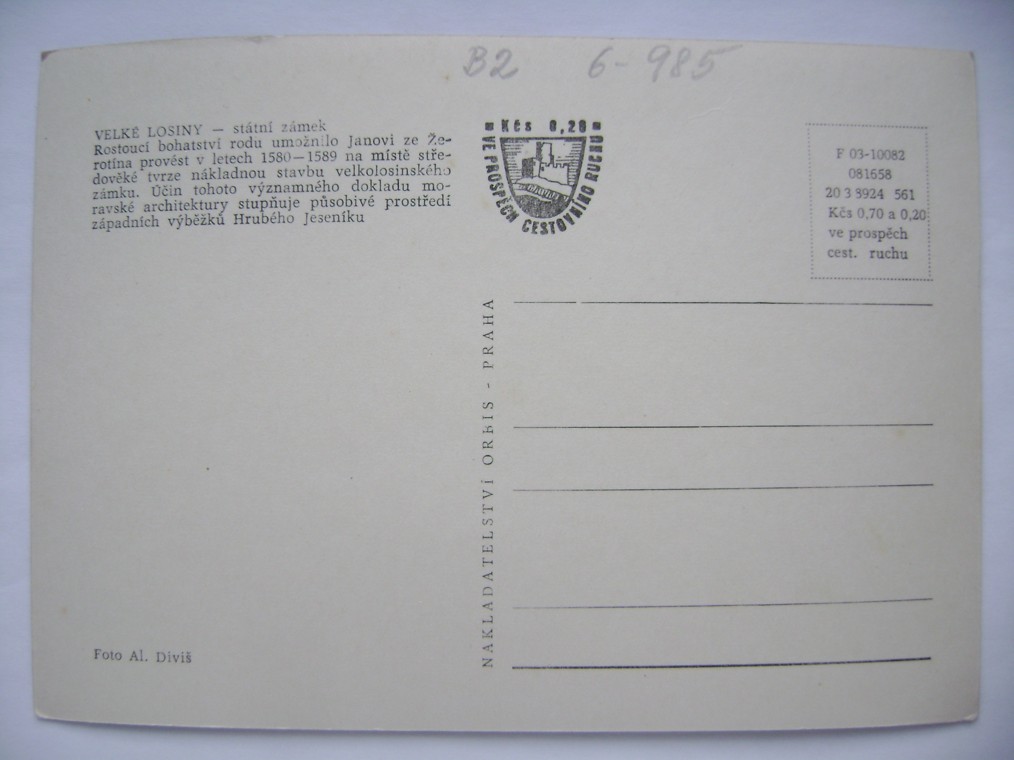 B2 6-985
VELKÉ LOSINY — státní zámek
Rostoucí bohatství rodu umožnilo Janovi ze Že-
rotína provést v letech 1580—1589 na místě stře-
dověké tvrze nákladnou stavbu velkolosinského
zámku. Účin tohoto významného dokladu mo-
ravské architektury stupňuje působivé prostředí
západních výběžků Hrubého Jeseníku
Kčs 0,20
VE PROSPĚCH CESTOVNÍHO RUCHU
F 03-10082
081658
20 3 3924 561
Kčs 0,70 a 0,20
ve prospěch
cest. ruchu
NAKLADATELSTVÍ ORBIS - PRAHA
Foto Al. Diviš